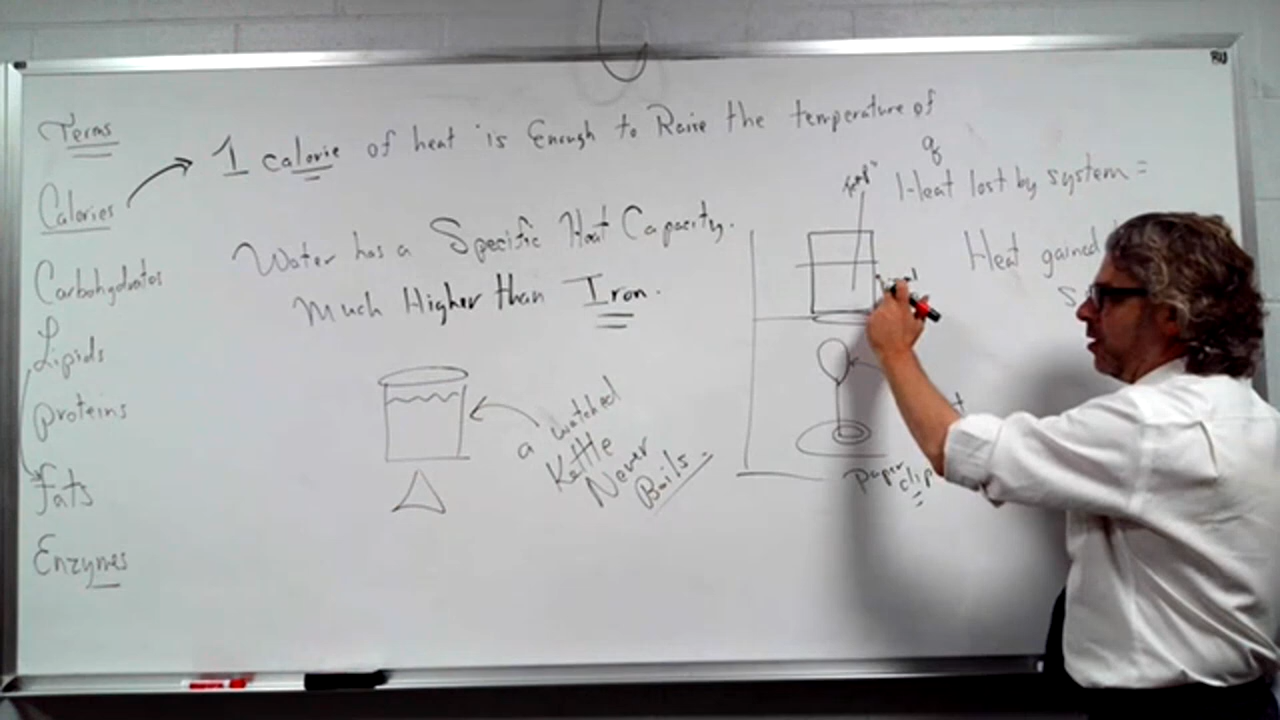 Terms
Calories
Carbohydrates
Lipids
Proteins
Fats
Enzymes
1 calorie of heat is Enough to Raise the temperature of
Water has a Specific Heat Capacity.
Much Higher than Iron.
a watched
Kettle
Never
Boils.
q
Heat lost by system =
Heat gained
paper clip
RU